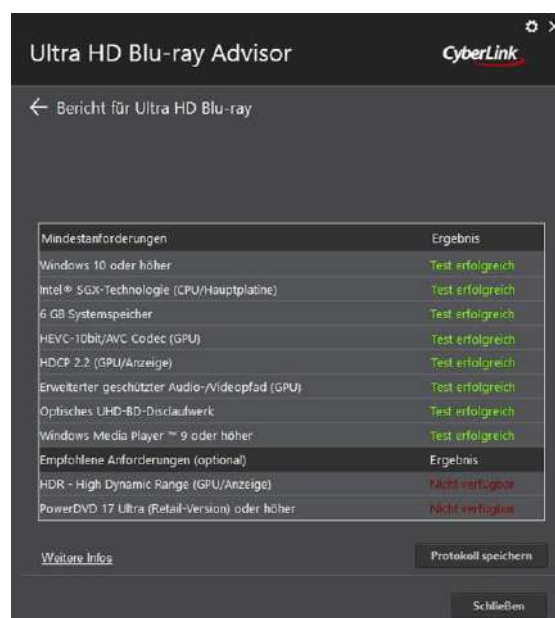 Ultra HD Blu-ray Advisor
CyberLink
← Bericht für Ultra HD Blu-ray
Mindestanforderungen Ergebnis
Windows 10 oder höher Test erfolgreich
Intel® SGX-Technologie (CPU/Hauptplatine) Test erfolgreich
6 GB Systemspeicher Test erfolgreich
HEVC-10bit/AVC Codec (GPU) Test erfolgreich
HDCP 2.2 (GPU/Anzeige) Test erfolgreich
Erweiterter geschützter Audio-/Videopfad (GPU) Test erfolgreich
Optisches UHD-BD-Disclaufwerk Test erfolgreich
Windows Media Player ™ 9 oder höher Test erfolgreich
Empfohlene Anforderungen (optional) Ergebnis
HDR - High Dynamic Range (GPU/Anzeige) Nicht verfügbar
PowerDVD 17 Ultra (Retail-Version) oder höher Nicht verfügbar
Weitere Infos Protokoll speichern
Schließen